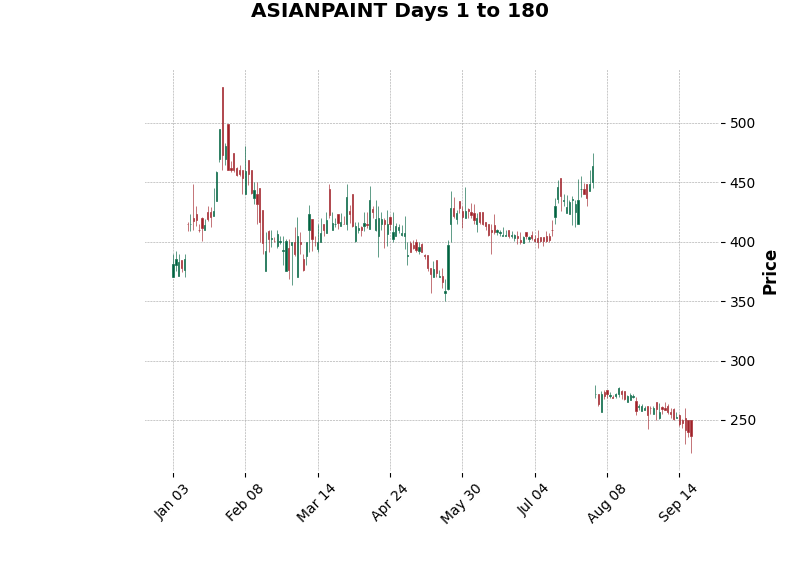 ASIANPAINT Days 1 to 180
500
450
400
350
300
250
Price
Jan 03
Feb 08
Mar 14
Apr 24
May 30
Jul 04
Aug 08
Sep 14